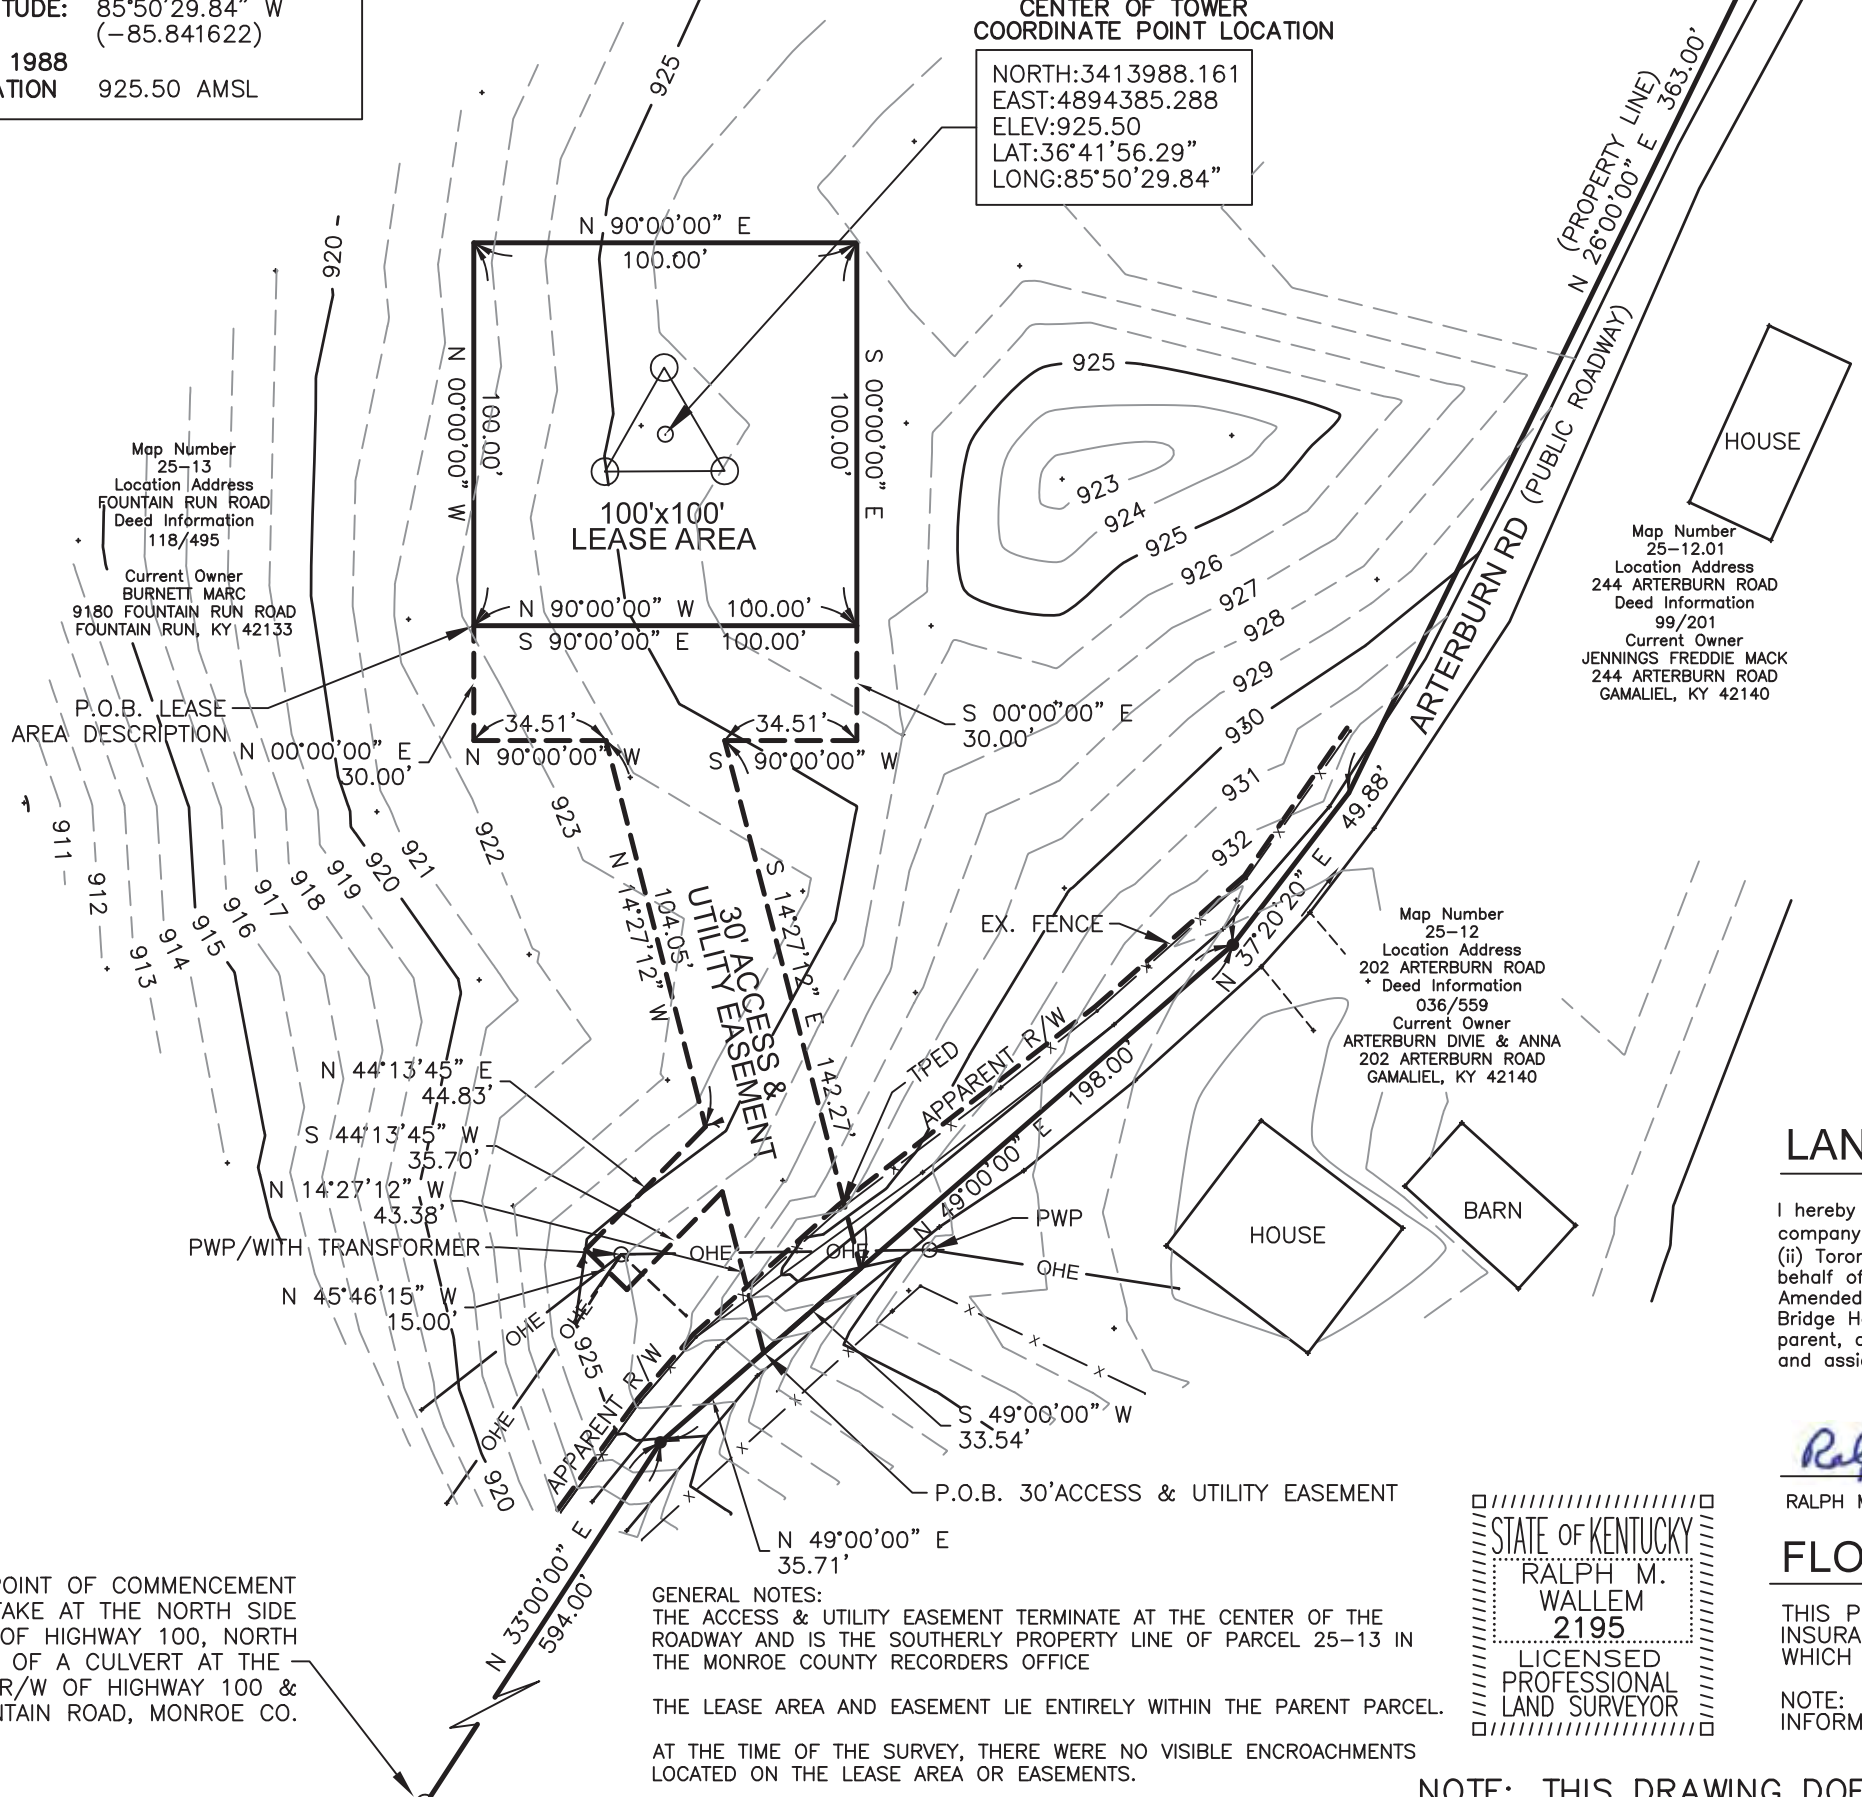 TUDE: 85°50'29.84" W
(-85.841622)
1988
ATION 925.50 AMSL
CENTER OF TOWER
COORDINATE POINT LOCATION
NORTH:3413988.161
EAST:4894385.288
ELEV:925.50
LAT:36°41'56.29"
LONG:85°50'29.84"
925
920
(PROPERTY LINE)
N 26°00'00" E 363.00'
N 90°00'00" E
100.00'
N 00°00'00" W
100.00'
S 00°00'00" E
100.00'
100'x100'
LEASE AREA
N 90°00'00" W 100.00'
S 90°00'00" E 100.00'
Map Number
25-13
Location Address
FOUNTAIN RUN ROAD
Deed Information
118/495
Current Owner
BURNETT MARC
9180 FOUNTAIN RUN ROAD
FOUNTAIN RUN, KY 42133
925
923
924
925
926
927
928
929
930
931
932
ARTERBURN RD (PUBLIC ROADWAY)
HOUSE
Map Number
25-12.01
Location Address
244 ARTERBURN ROAD
Deed Information
99/201
Current Owner
JENNINGS FREDDIE MACK
244 ARTERBURN ROAD
GAMALIEL, KY 42140
P.O.B. LEASE
AREA DESCRIPTION
N 00°00'00" E
30.00'
34.51'
N 90°00'00" W
34.51'
S 90°00'00" W
S 00°00'00" E
30.00'
911
912
913
914
915
916
917
918
919
920
921
922
923
N 14°27'12" W
104.05'
30' ACCESS &
UTILITY EASEMENT
S 14°27'12" E
142.27'
EX. FENCE
49.88'
N 37°20'20" E
Map Number
25-12
Location Address
202 ARTERBURN ROAD
Deed Information
036/559
Current Owner
ARTERBURN DIVIE & ANNA
202 ARTERBURN ROAD
GAMALIEL, KY 42140
N 44°13'45" E
44.83'
S 44°13'45" W
35.70'
N 14°27'12" W
43.38'
PWP/WITH TRANSFORMER
N 45°46'15" W
15.00'
TPED
APPARENT R/W
198.00'
N 49°00'00" E
PWP
OHE
OHE
OHE
OHE
OHE
OHE
HOUSE
BARN
925
920
APPARENT R/W
S 49°00'00" W
33.54'
P.O.B. 30'ACCESS & UTILITY EASEMENT
N 49°00'00" E
35.71'
N 33°00'00" E
594.00'
LAN
I hereby
company
(ii) Toror
behalf of
Amended
Bridge H
parent,
and assi
Ral
RALPH M
FLO
THIS P
INSURA
WHICH
NOTE:
INFORM
STATE OF KENTUCKY
RALPH M.
WALLEM
2195
LICENSED
PROFESSIONAL
LAND SURVEYOR
POINT OF COMMENCEMENT
TAKE AT THE NORTH SIDE
OF HIGHWAY 100, NORTH
OF A CULVERT AT THE
R/W OF HIGHWAY 100 &
NTAIN ROAD, MONROE CO.
GENERAL NOTES:
THE ACCESS & UTILITY EASEMENT TERMINATE AT THE CENTER OF THE
ROADWAY AND IS THE SOUTHERLY PROPERTY LINE OF PARCEL 25-13 IN
THE MONROE COUNTY RECORDERS OFFICE
THE LEASE AREA AND EASEMENT LIE ENTIRELY WITHIN THE PARENT PARCEL.
AT THE TIME OF THE SURVEY, THERE WERE NO VISIBLE ENCROACHMENTS
LOCATED ON THE LEASE AREA OR EASEMENTS.
NOTE: THIS DRAWING DOE